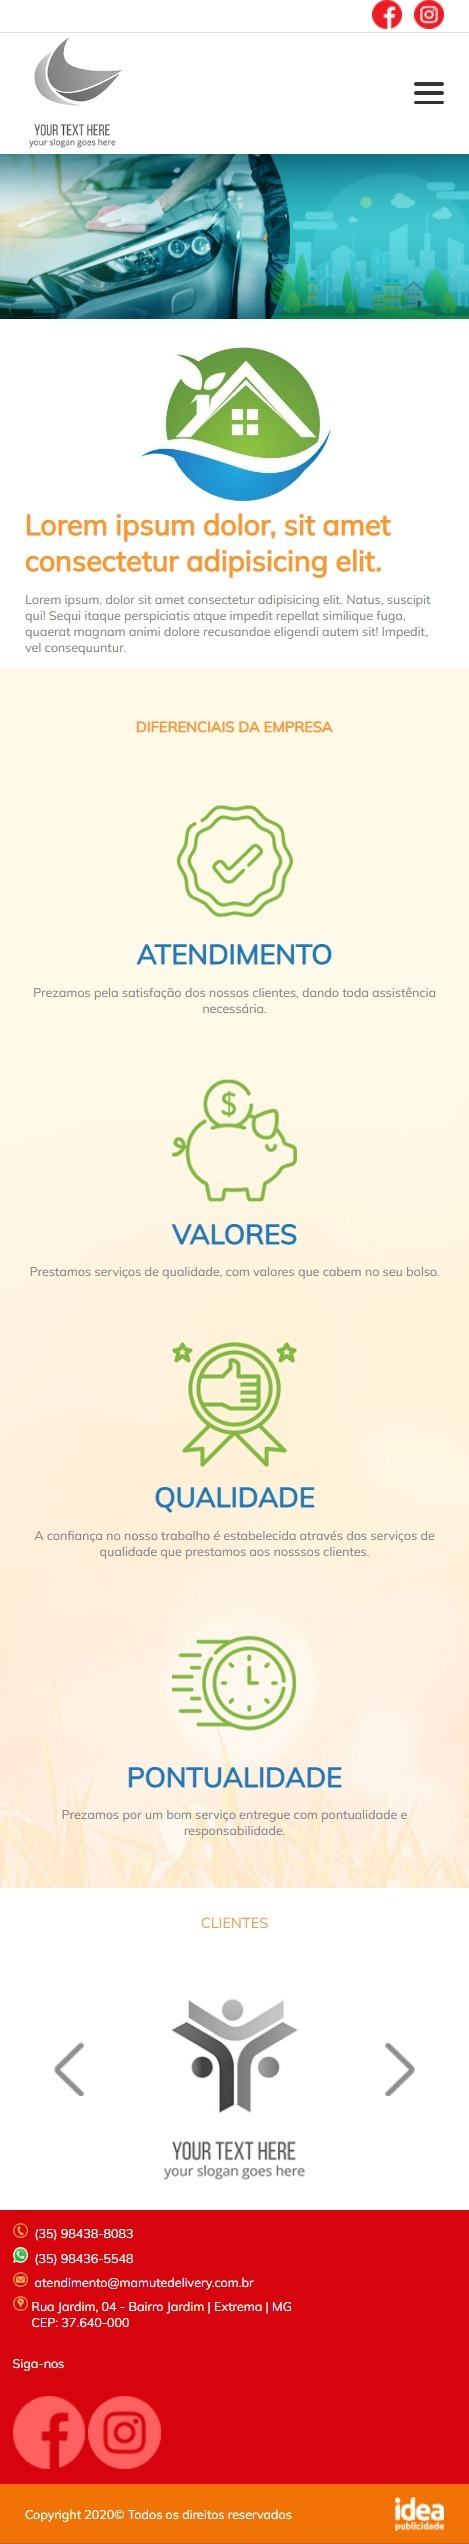 YOUR TEXT HERE
your slogan goes here
Lorem ipsum dolor, sit amet
consectetur adipisicing elit.
Lorem ipsum, dolor sit amet consectetur adipisicing elit. Natus, suscipit
qui! Sequi itaque perspiciatis atque impedit repellat similique fuga,
quaerat magnam animi dolore recusandae eligendi autem sit! Impedit,
vel consequuntur.
DIFERENCIAIS DA EMPRESA
ATENDIMENTO
Prezamos pela satisfação dos nossos clientes, dando toda assistência
necessária.
$
VALORES
Prestamos serviços de qualidade, com valores que cabem no seu bolso.
QUALIDADE
A confiança no nosso trabalho é estabelecida através dos serviços de
qualidade que prestamos aos nosssos clientes.
PONTUALIDADE
Prezamos por um bom serviço entregue com pontualidade e
responsabilidade.
CLIENTES
YOUR TEXT HERE
your slogan goes here
(35) 98438-8083
(35) 98436-5548
atendimento@mamutedelivery.com.br
Rua Jardim, 04 - Bairro Jardim | Extrema | MG
CEP: 37.640-000
Siga-nos
Copyright 2020© Todos os direitos reservados
idea
publicidade